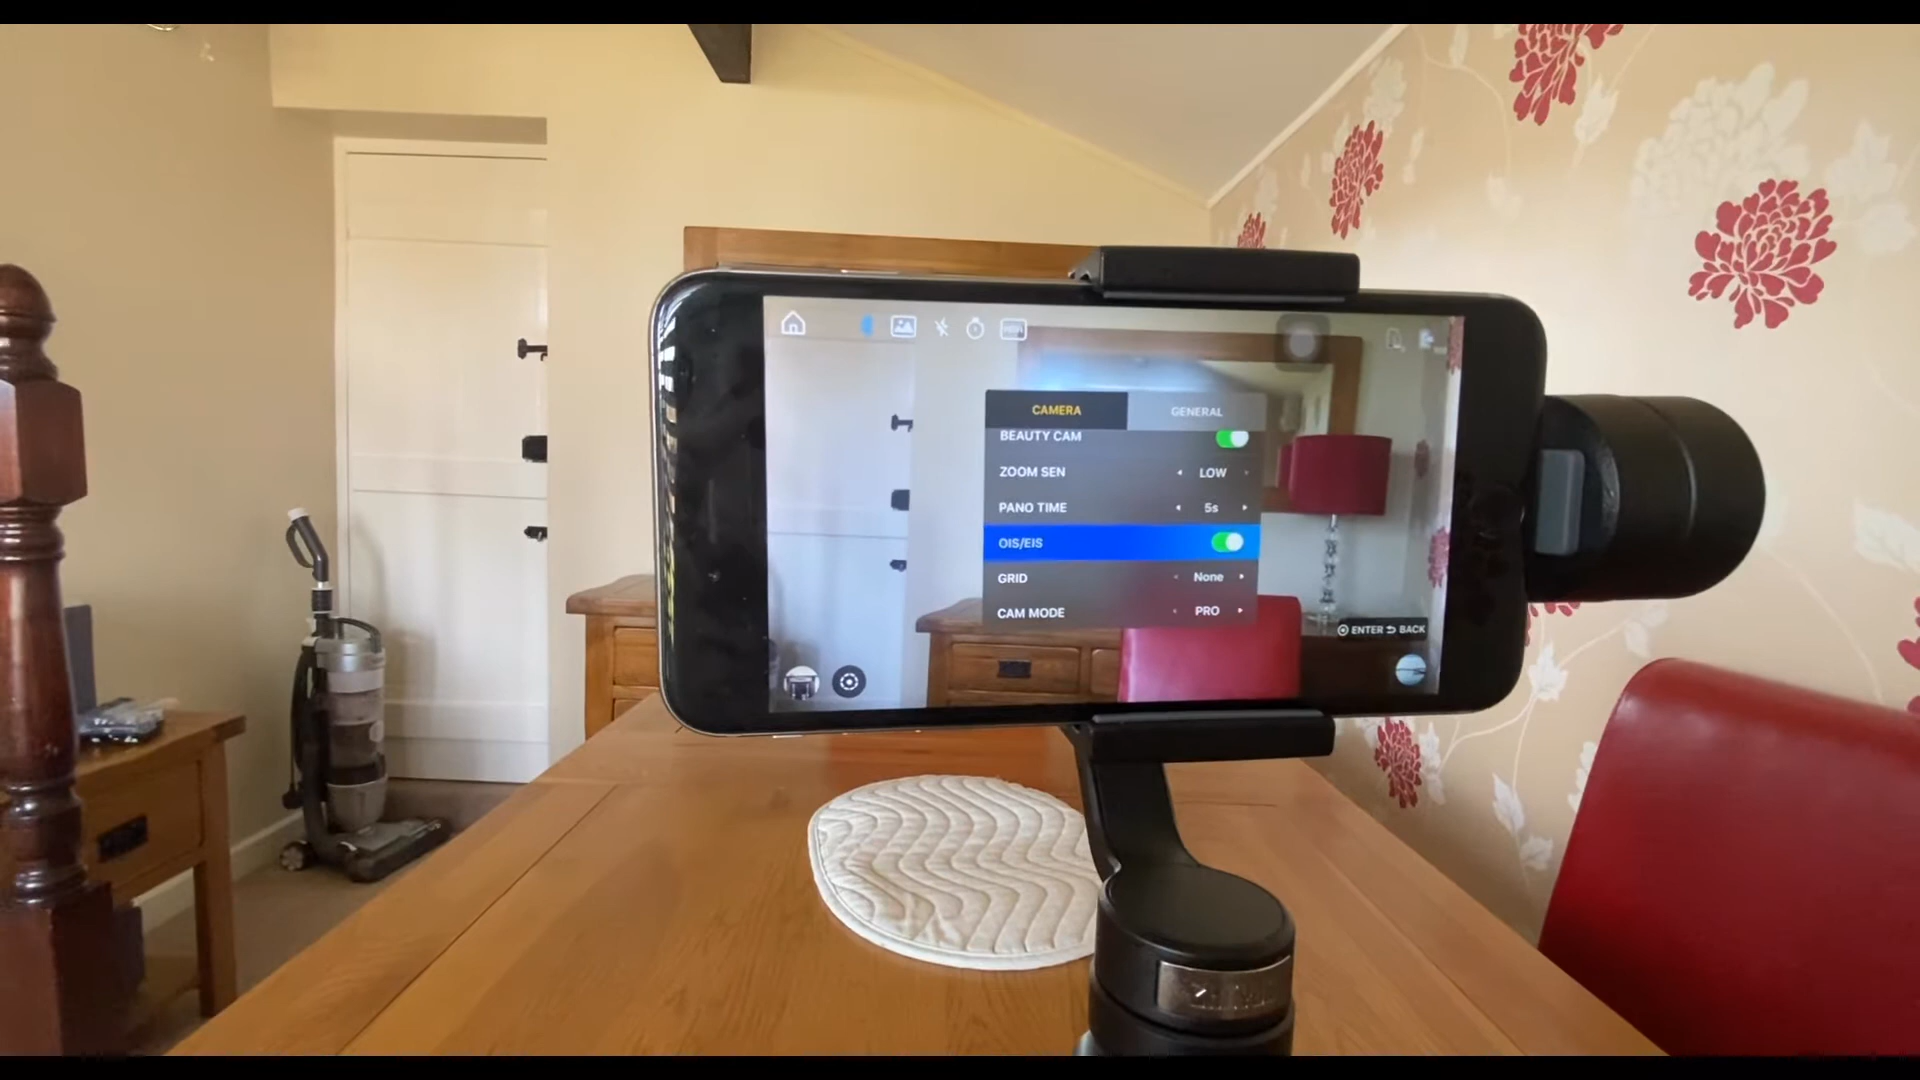 CAMERA GENERAL
BEAUTY CAM
ZOOM SEN LOW
PANO TIME 5s
OIS/EIS
GRID None
CAM MODE PRO
ENTER BACK